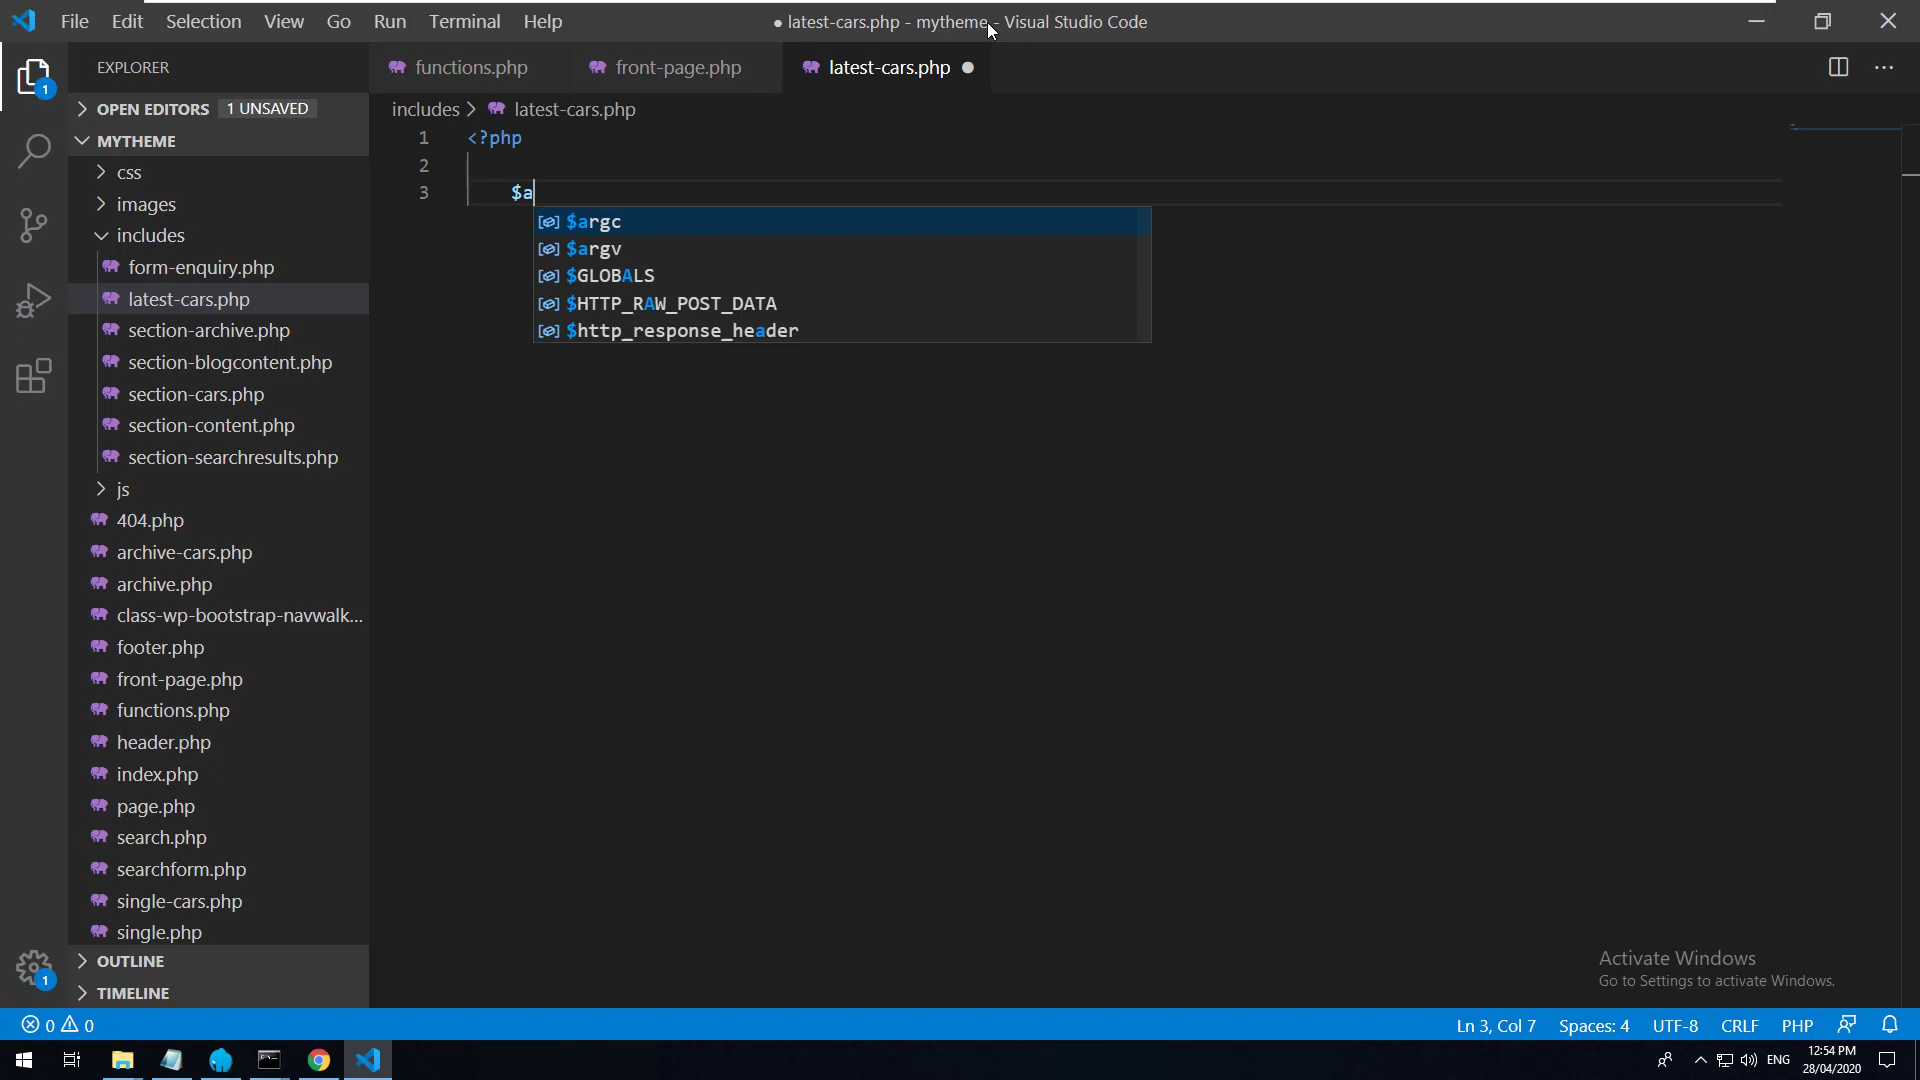 File Edit Selection View Go Run Terminal Help
● latest-cars.php - mytheme - Visual Studio Code
EXPLORER
OPEN EDITORS 1 UNSAVED
MYTHEME
css
images
includes
form-enquiry.php
latest-cars.php
section-archive.php
section-blogcontent.php
section-cars.php
section-content.php
section-searchresults.php
js
404.php
archive-cars.php
archive.php
class-wp-bootstrap-navwalk...
footer.php
front-page.php
functions.php
header.php
index.php
page.php
search.php
searchform.php
single-cars.php
single.php
OUTLINE
TIMELINE
1
1
functions.php front-page.php latest-cars.php
includes > latest-cars.php
1 <?php
2
3 $a
$argc
$argv
$GLOBALS
$HTTP_RAW_POST_DATA
$http_response_header
Activate Windows
Go to Settings to activate Windows.
0 0
Ln 3, Col 7 Spaces: 4 UTF-8 CRLF PHP
ENG
12:54 PM
28/04/2020